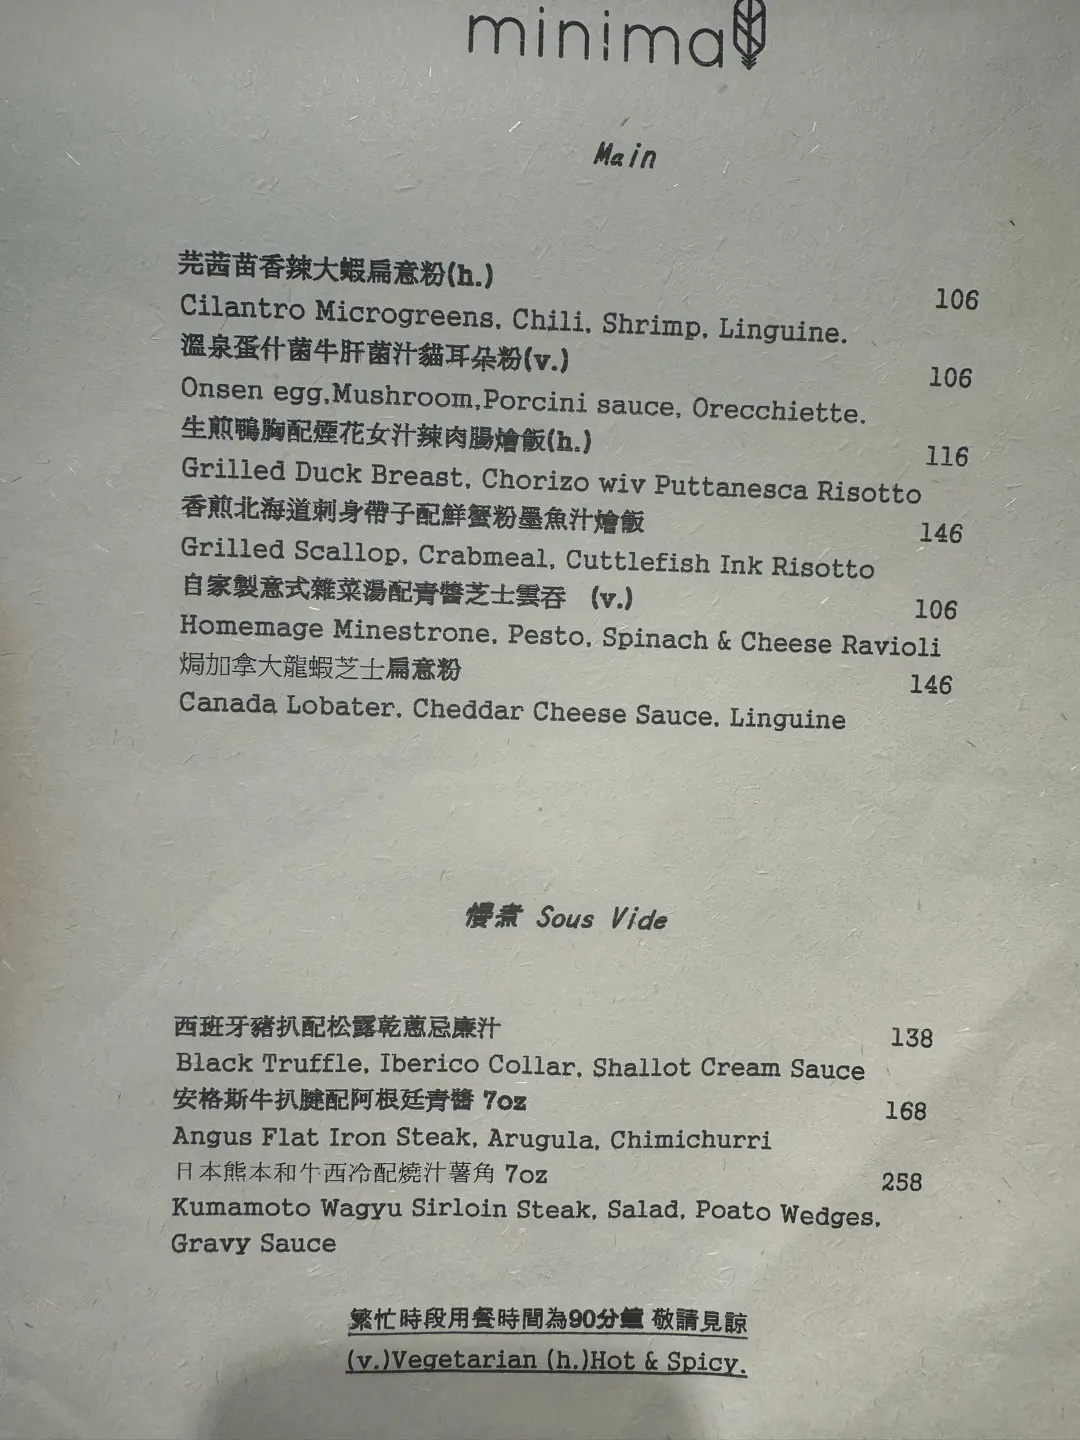 minimal
Main
芫茜苗香辣大蝦扁意粉(h.)
106
Cilantro Microgreens, Chili, Shrimp, Linguine.
溫泉蛋什菌牛肝菌汁貓耳朵粉(v.)
106
Onsen egg,Mushroom,Porcini sauce, Orecchiette.
生煎鴨胸配煙花女汁辣肉腸燴飯(h.)
116
Grilled Duck Breast, Chorizo wiv Puttanesca Risotto
香煎北海道刺身帶子配鮮蟹粉墨魚汁燴飯
146
Grilled Scallop, Crabmeal, Cuttlefish Ink Risotto
自家製意式雜菜湯配青醬芝士雲吞 (v.)
106
Homemage Minestrone, Pesto, Spinach & Cheese Ravioli
焗加拿大龍蝦芝士扁意粉
146
Canada Lobater, Cheddar Cheese Sauce, Linguine
慢煮 Sous Vide
西班牙豬扒配松露乾蔥忌廉汁
138
Black Truffle, Iberico Collar, Shallot Cream Sauce
安格斯牛扒腱配阿根廷青醬 7oz
168
Angus Flat Iron Steak, Arugula, Chimichurri
日本熊本和牛西冷配燒汁薯角 7oz
258
Kumamoto Wagyu Sirloin Steak, Salad, Poato Wedges,
Gravy Sauce
繁忙時段用餐時間為90分鐘 敬請見諒
(v.)Vegetarian (h.)Hot & Spicy.